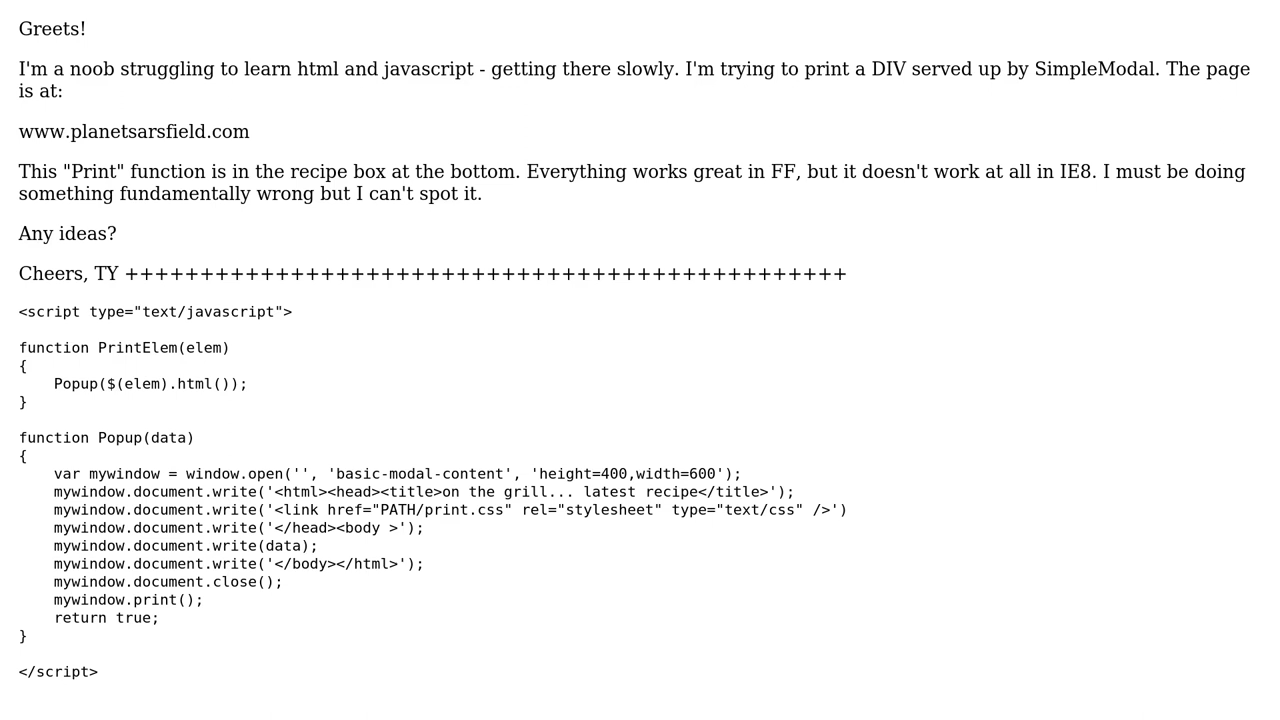 Greets!
I'm a noob struggling to learn html and javascript - getting there slowly. I'm trying to print a DIV served up by SimpleModal. The page
is at:
www.planetsarsfield.com
This "Print" function is in the recipe box at the bottom. Everything works great in FF, but it doesn't work at all in IE8. I must be doing
something fundamentally wrong but I can't spot it.
Any ideas?
Cheers, TY ++++++++++++++++++++++++++++++++++++++++++++++++
<script type="text/javascript">
function PrintElem(elem)
{
    Popup($(elem).html());
}
function Popup(data)
{
    var mywindow = window.open('', 'basic-modal-content', 'height=400,width=600');
    mywindow.document.write('<html><head><title>on the grill... latest recipe</title>');
    mywindow.document.write('<link href="PATH/print.css" rel="stylesheet" type="text/css" />')
    mywindow.document.write('</head><body >');
    mywindow.document.write(data);
    mywindow.document.write('</body></html>');
    mywindow.document.close();
    mywindow.print();
    return true;
}
</script>